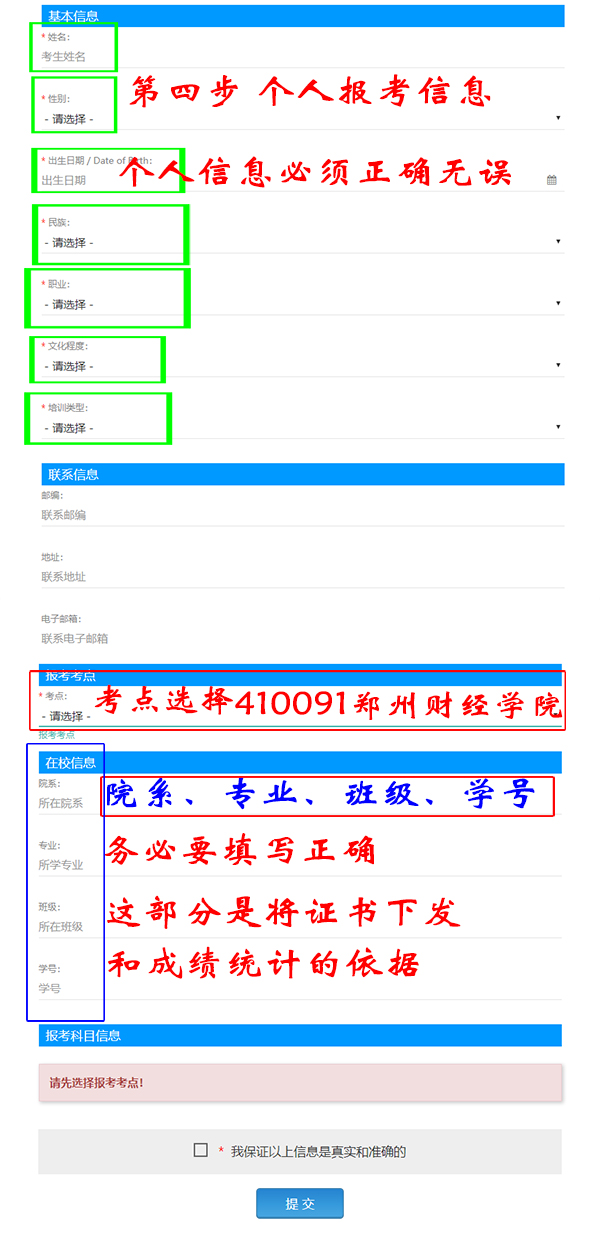 基本信息
* 姓名:
考生姓名
* 性别:
- 请选择 -
第四步 个人报考信息
* 出生日期 / Date of Birth:
出生日期
个人信息必须正确无误
* 民族:
- 请选择 -
* 职业:
- 请选择 -
* 文化程度:
- 请选择 -
* 培训类型:
- 请选择 -
联系信息
邮编:
联系邮编
地址:
联系地址
电子邮箱:
联系电子邮箱
报考考点
* 考点:
- 请选择 -
考点选择410091郑州财经学院
报考考点
在校信息
院系:
所在院系
院系、专业、班级、学号
专业:
所学专业
务必要填写正确
班级:
所在班级
这部分是将证书下发
和成绩统计的依据
学号:
学号
报考科目信息
请先选择报考考点!
* 我保证以上信息是真实和准确的
提 交